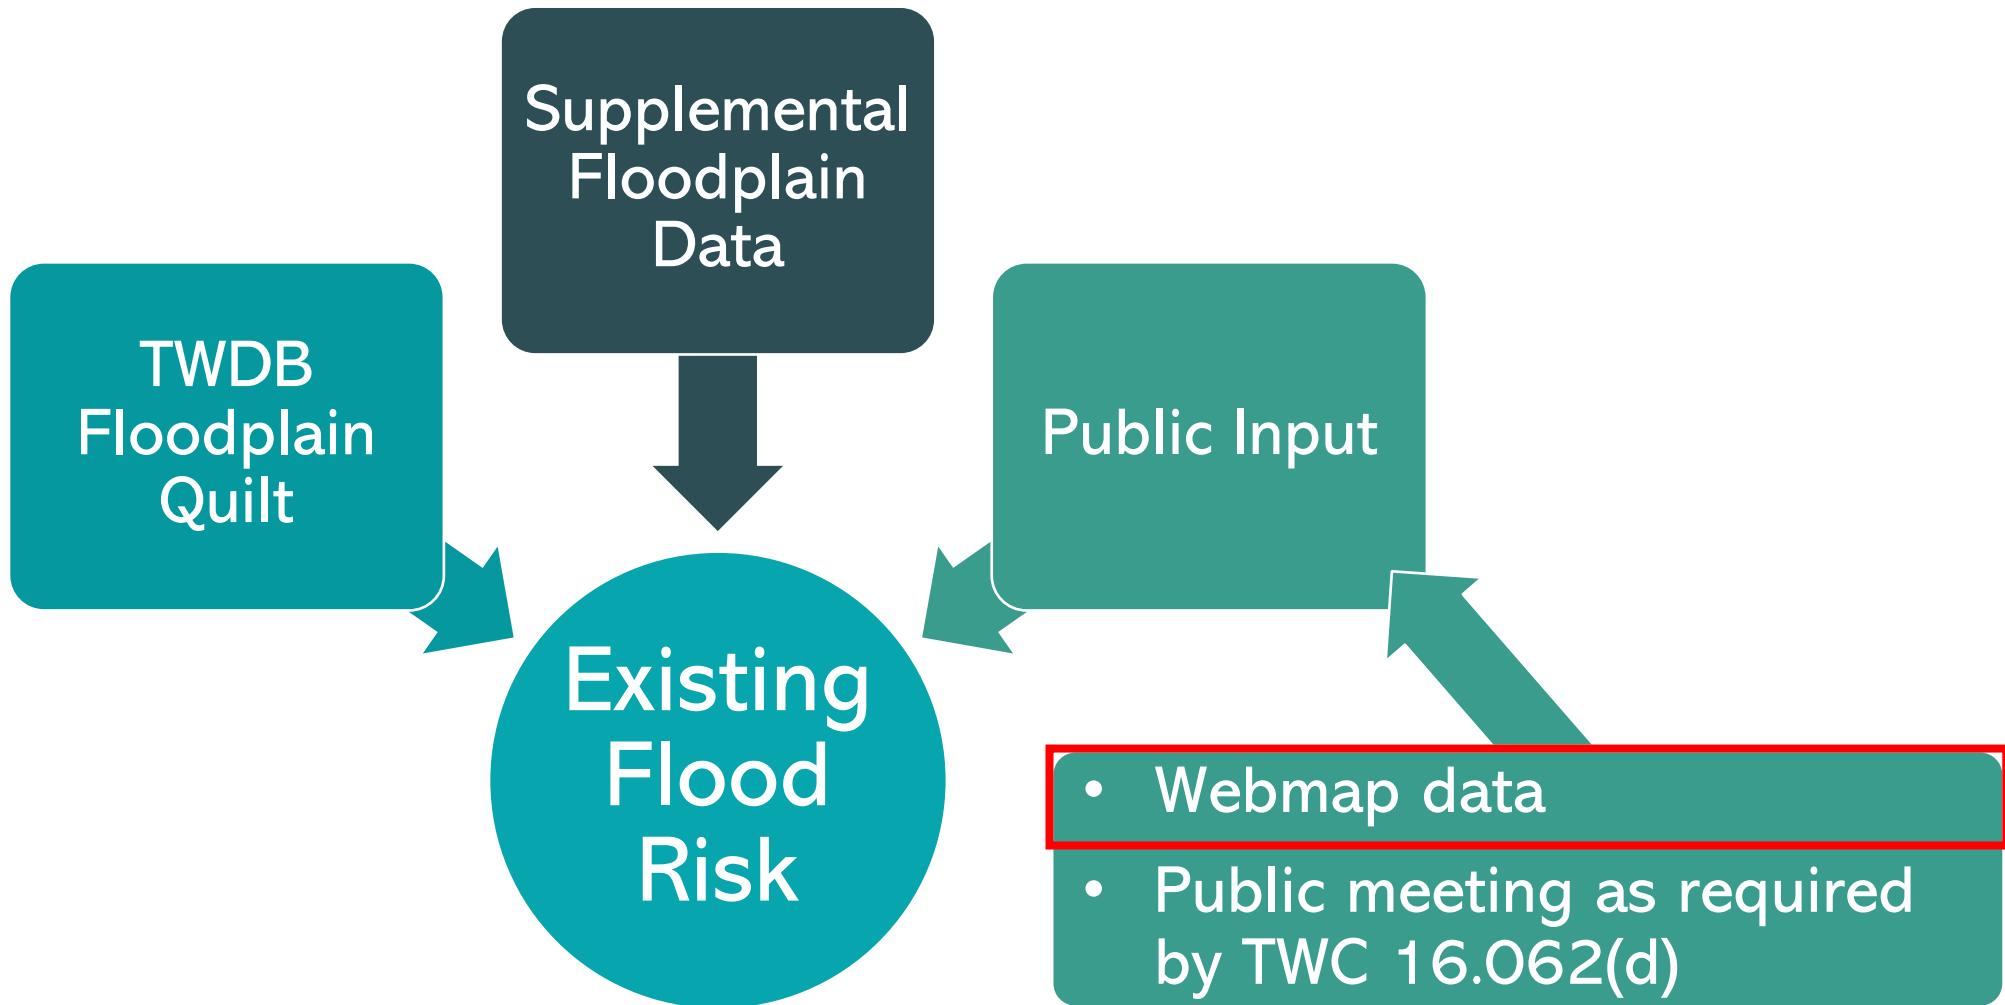 Supplemental
Floodplain
Data
TWDB
Floodplain
Quilt
Public Input
Existing
Flood
Risk
• Webmap data
• Public meeting as required
by TWC 16.062(d)